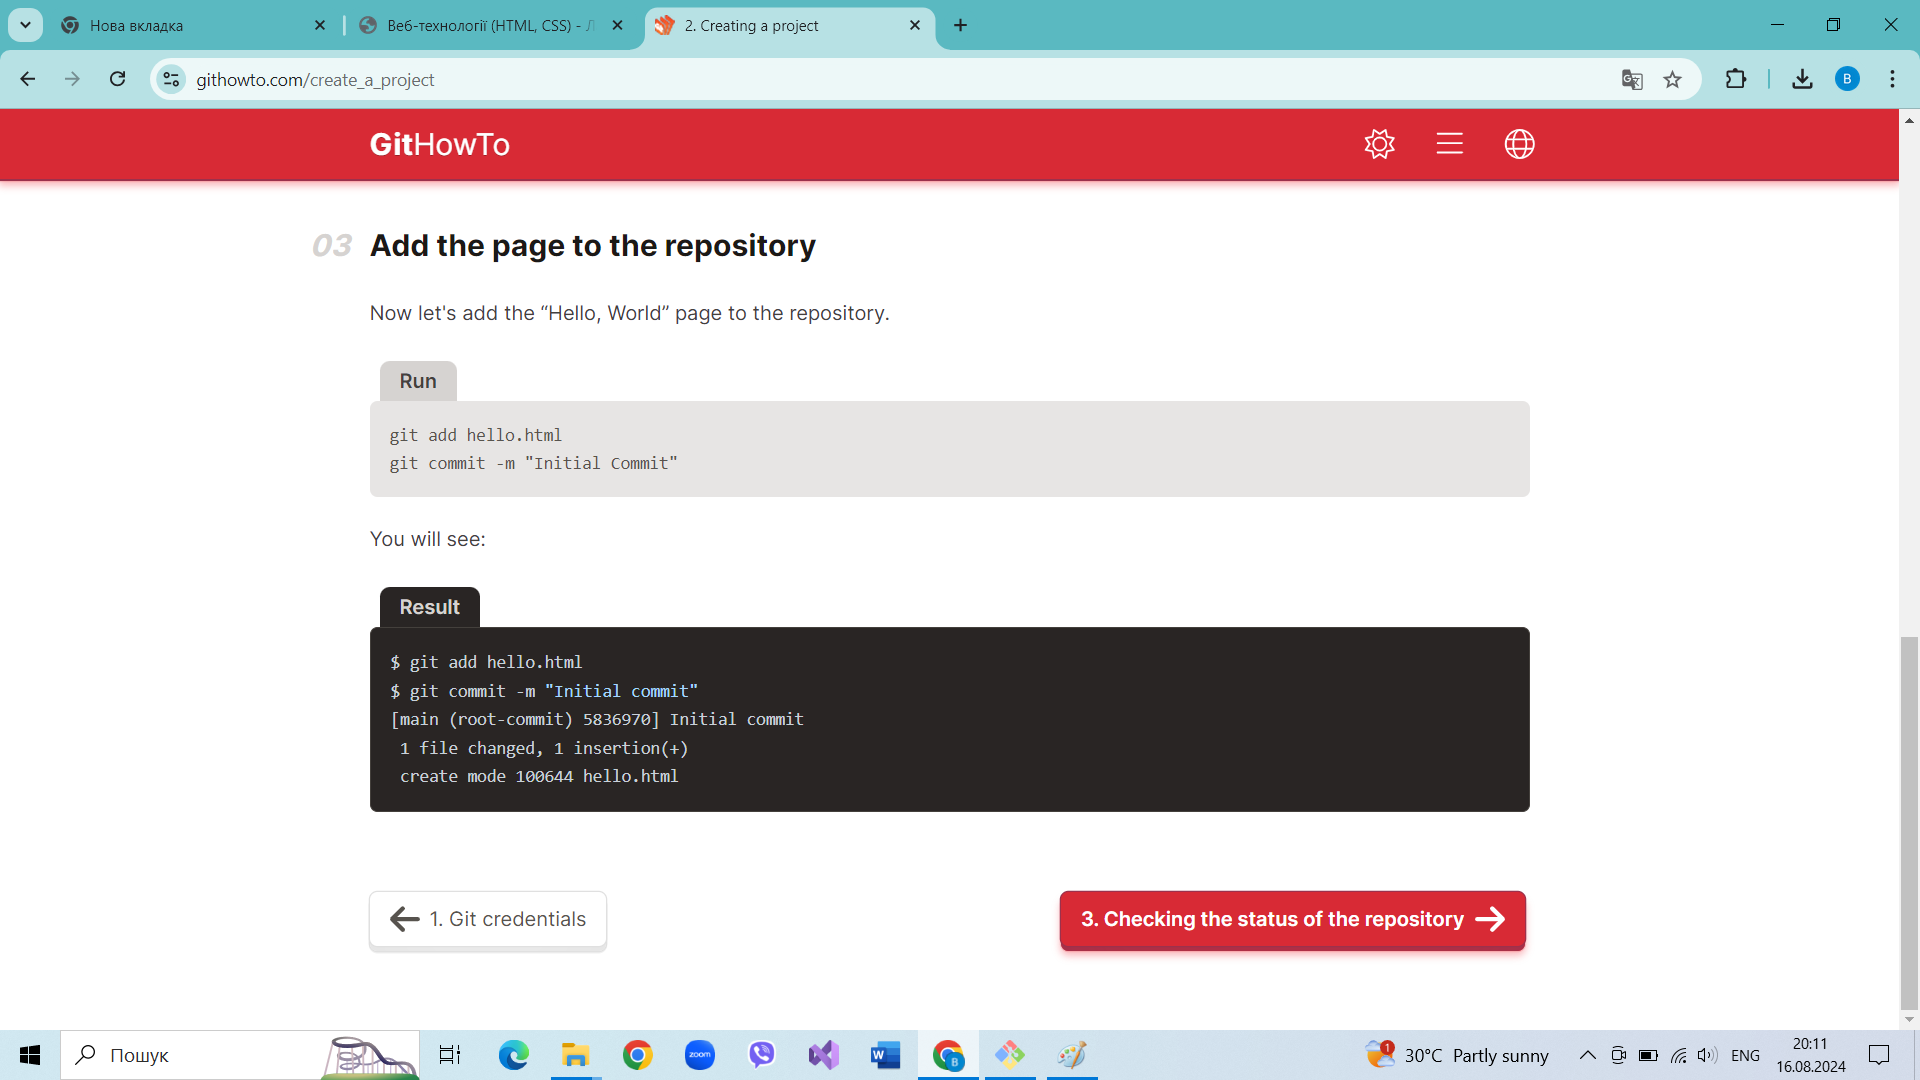 Нова вкладка
Веб-технології (HTML, CSS) -
2. Creating a project
githowto.com/create_a_project
B
GitHowTo
03 Add the page to the repository
Now let's add the “Hello, World” page to the repository.
Run
git add hello.html
git commit -m "Initial Commit"
You will see:
Result
$ git add hello.html
$ git commit -m "Initial commit"
[main (root-commit) 5836970] Initial commit
1 file changed, 1 insertion(+)
create mode 100644 hello.html
1. Git credentials
3. Checking the status of the repository
Пошук
zoom
W
B
1
30°C Partly sunny
ENG
20:11
16.08.2024